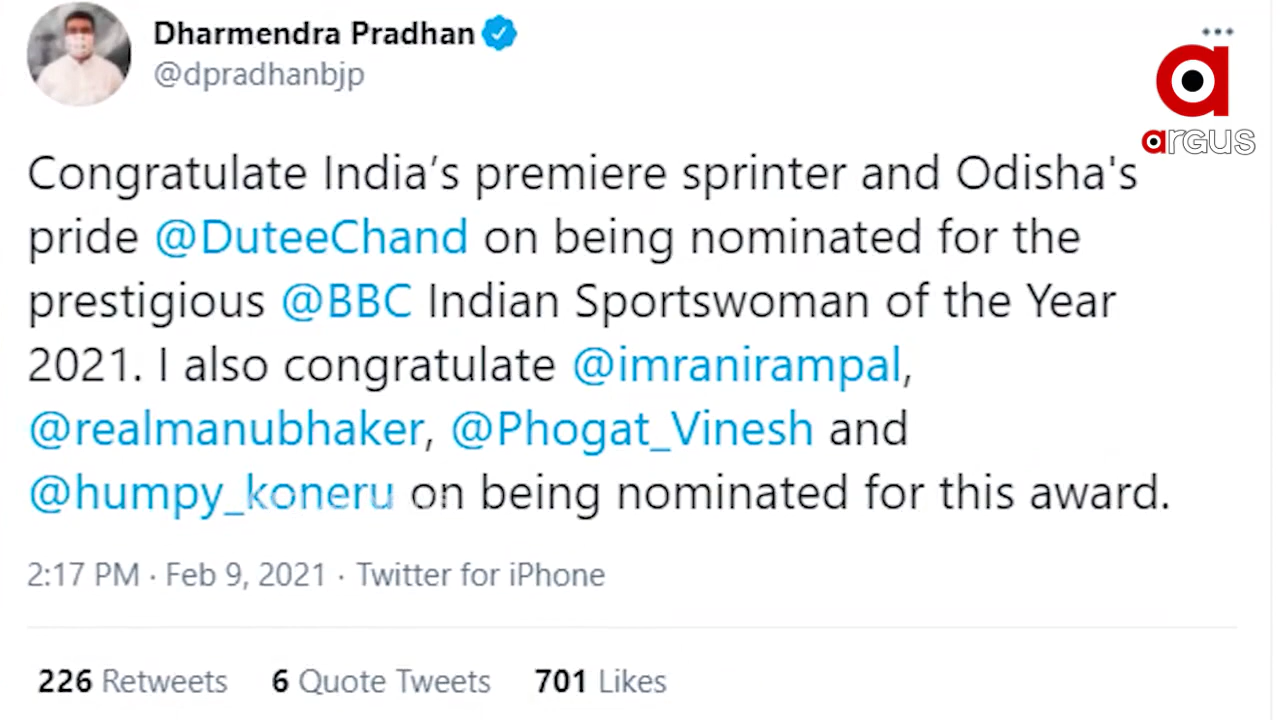 Dharmendra Pradhan
@dpradhanbjp
argus
Congratulate India’s premiere sprinter and Odisha's
pride @DuteeChand on being nominated for the
prestigious @BBC Indian Sportswoman of the Year
2021. I also congratulate @imranirampal,
@realmanubhaker, @Phogat_Vinesh and
@humpy_koneru on being nominated for this award.
2:17 PM · Feb 9, 2021 · Twitter for iPhone
226 Retweets 6 Quote Tweets 701 Likes